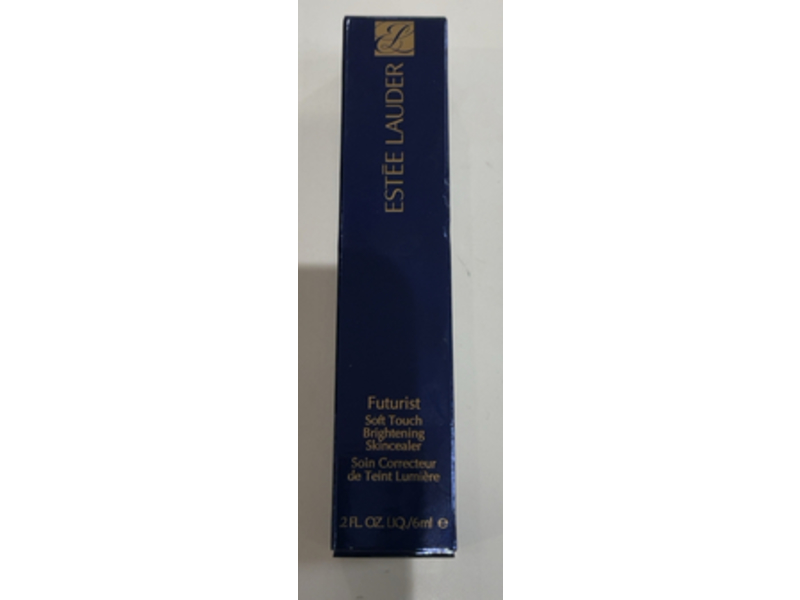 ESTĒE LAUDER
Futurist
Soft Touch
Brightening
Skincealer
Soin Correcteur
de Teint Lumière
.2 FL. OZ. LIQ./6ml e